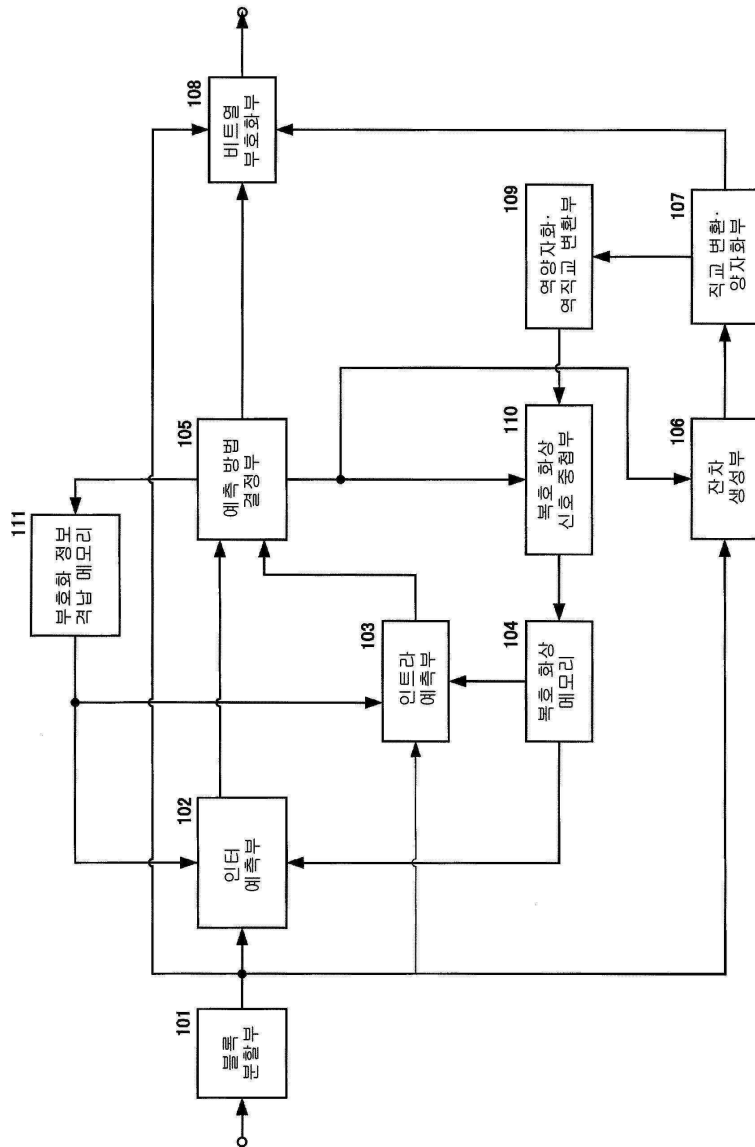 101
블록
분할부
102
인터
예측부
103
인트라
예측부
104
복호 화상
메모리
105
예측 방법
결정부
106
잔차
생성부
107
직교 변환·
양자화부
108
비트열
부호화부
109
역양자화·
역직교 변환부
110
복호 화상
신호 중첩부
111
부호화 정보
격납 메모리